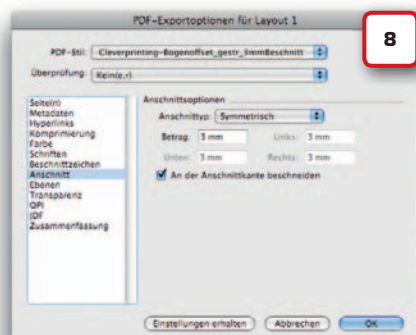 PDF-Exportoptionen für Layout 1
8
PDF-Stil: Cleverprinting-Bogenoffset_gestr_3mmBeschnitt
Überprüfung: Kein(e,r)
Seite(n)
Metadaten
Hyperlinks
Komprimierung
Farbe
Schriften
Beschnittzeichen
Anschnitt
Ebenen
Transparenz
OPI
JDF
Zusammenfassung
Anschnittsoptionen
Anschnitttyp: Symmetrisch
Betrag: 3 mm Links: 3 mm
Unten: 3 mm Rechts: 3 mm
An der Anschnittkante beschneiden
Einstellungen erhalten Abbrechen OK